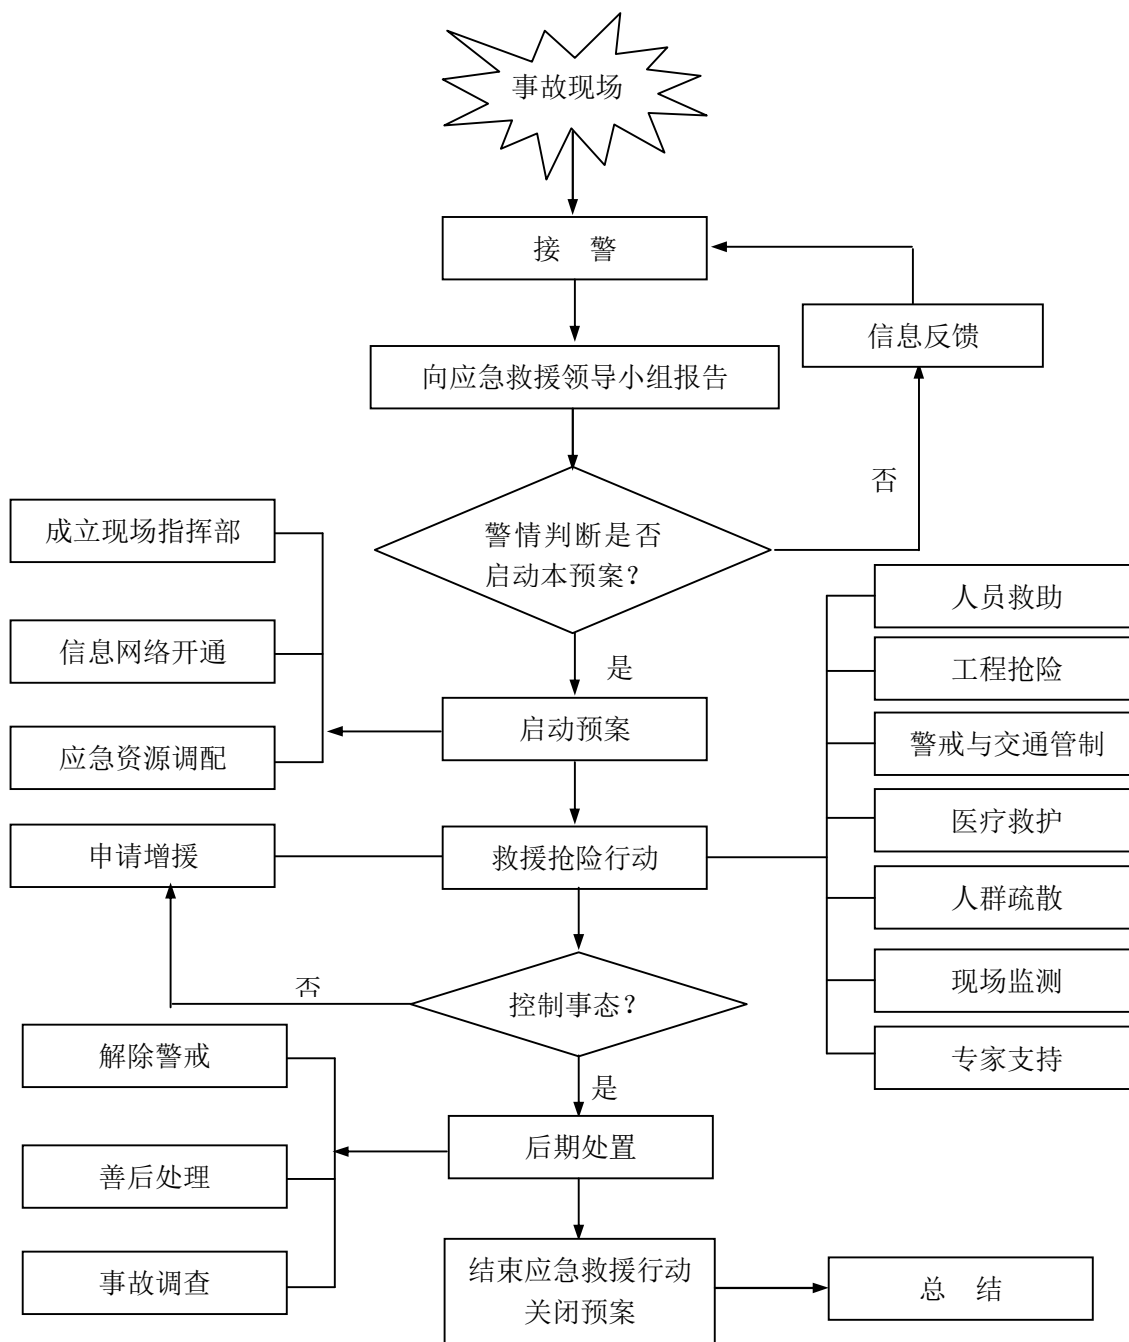 事故现场
接 警
信息反馈
向应急救援领导小组报告
否
成立现场指挥部
警情判断是否
启动本预案?
人员救助
信息网络开通
是
工程抢险
启动预案
警戒与交通管制
应急资源调配
医疗救护
申请增援
救援抢险行动
人群疏散
现场监测
否
控制事态?
解除警戒
专家支持
是
后期处置
善后处理
事故调查
结束应急救援行动
关闭预案
总 结